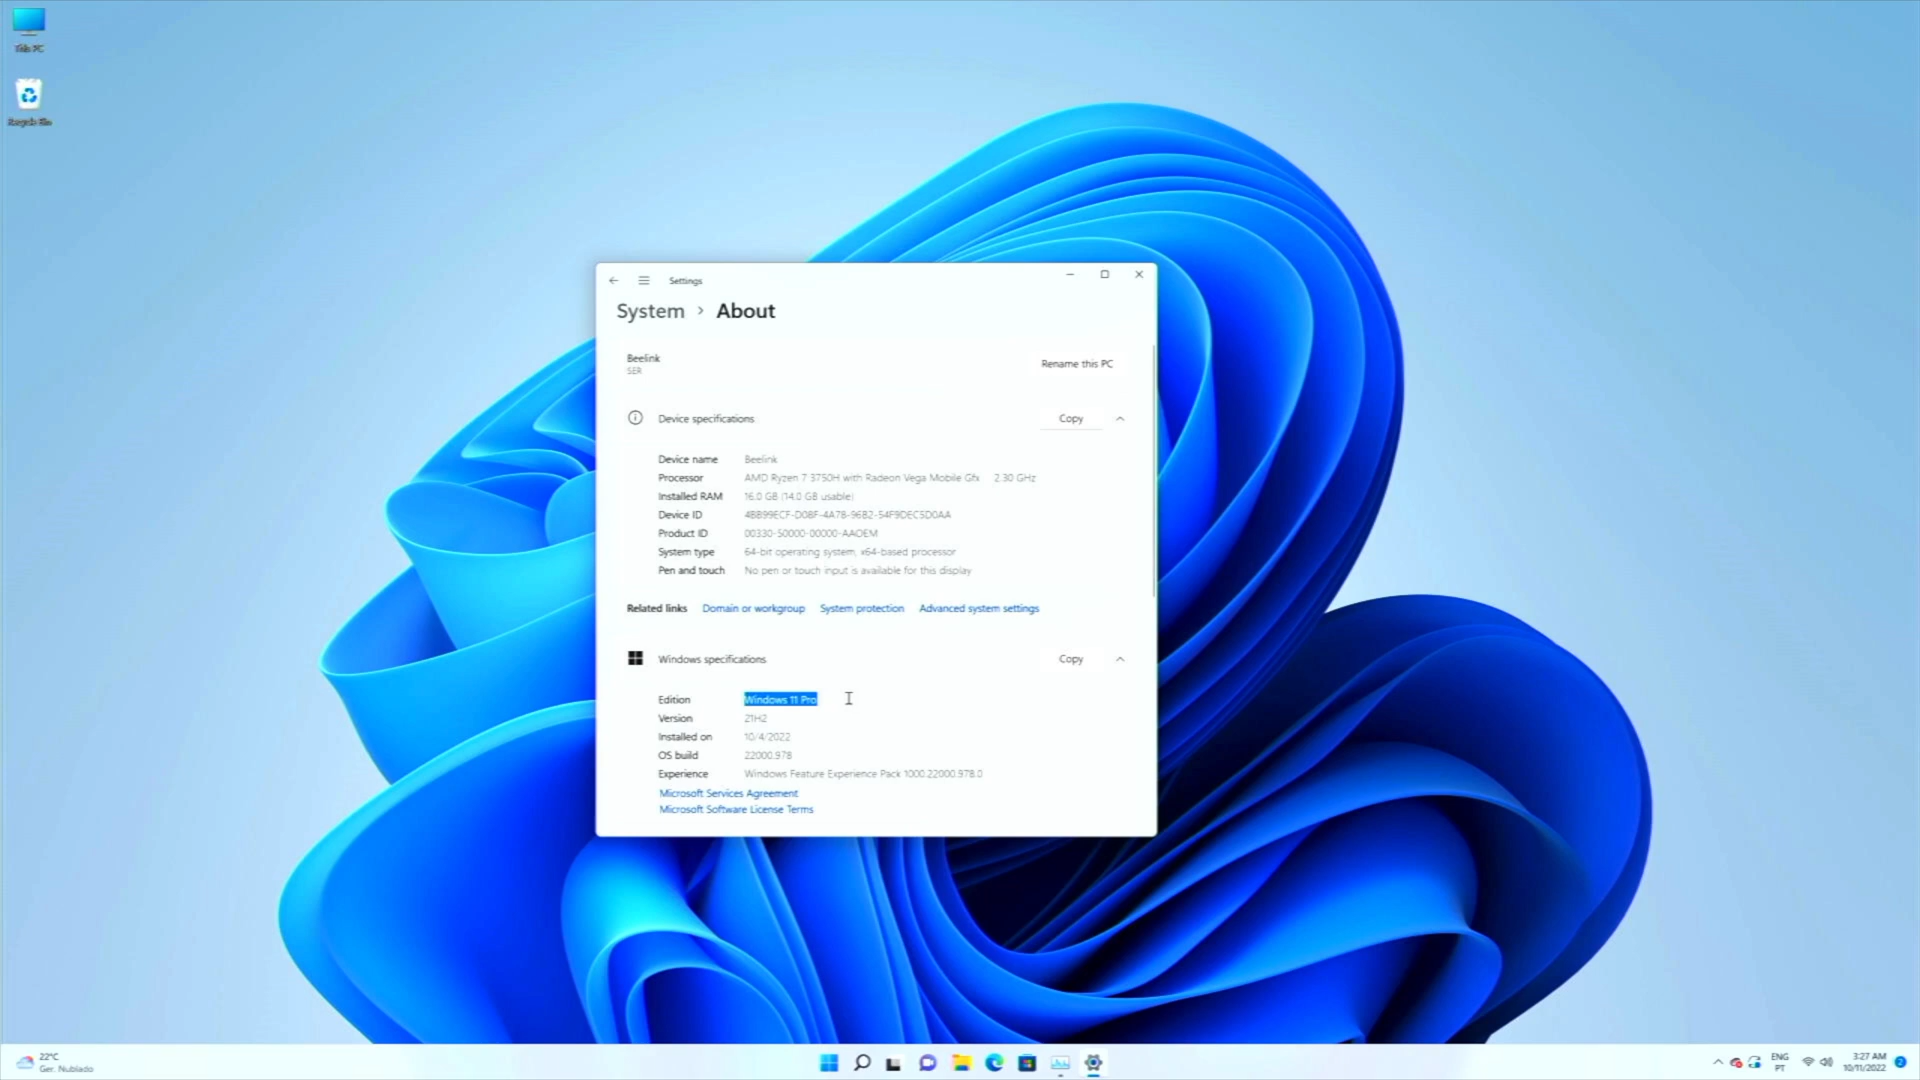 This PC
Recycle Bin
Settings
System > About
Beelink
SER
Rename this PC
Device specifications
Copy
Device name Beelink
Processor AMD Ryzen 7 3750H with Radeon Vega Mobile Gfx 2.30 GHz
Installed RAM 16.0 GB (14.0 GB usable)
Device ID 4BB99ECF-D08F-4A78-96B2-54F9DEC5D0AA
Product ID 00330-50000-00000-AAOEM
System type 64-bit operating system, x64-based processor
Pen and touch No pen or touch input is available for this display
Related links Domain or workgroup System protection Advanced system settings
Windows specifications
Copy
Edition Windows 11 Pro
Version 21H2
Installed on 10/4/2022
OS build 22000.978
Experience Windows Feature Experience Pack 1000.22000.978.0
Microsoft Services Agreement
Microsoft Software License Terms
22°C
Ger. Nublado
ENG
PT
3:27 AM
10/11/2022
2